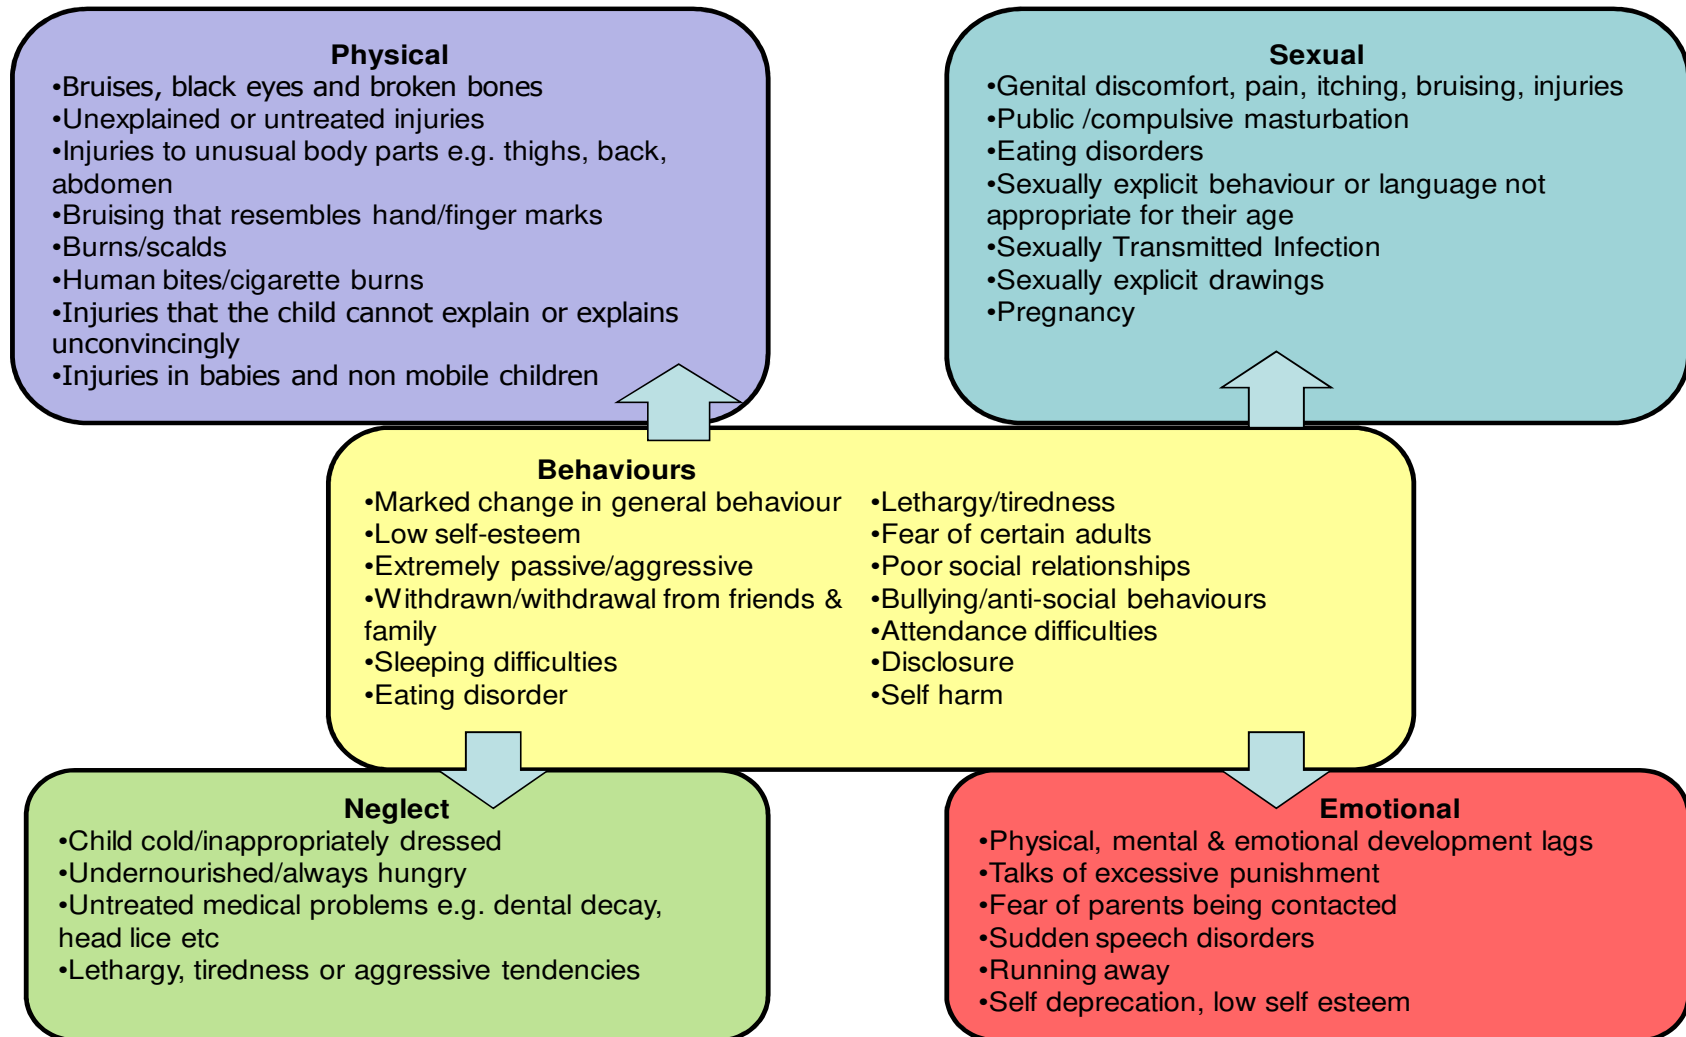 Physical
•Bruises, black eyes and broken bones
•Unexplained or untreated injuries
•Injuries to unusual body parts e.g. thighs, back,
abdomen
•Bruising that resembles hand/finger marks
•Burns/scalds
•Human bites/cigarette burns
•Injuries that the child cannot explain or explains
unconvincingly
•Injuries in babies and non mobile children
Sexual
•Genital discomfort, pain, itching, bruising, injuries
•Public /compulsive masturbation
•Eating disorders
•Sexually explicit behaviour or language not
appropriate for their age
•Sexually Transmitted Infection
•Sexually explicit drawings
•Pregnancy
Behaviours
•Marked change in general behaviour
•Low self-esteem
•Extremely passive/aggressive
•Withdrawn/withdrawal from friends &
family
•Sleeping difficulties
•Eating disorder
•Lethargy/tiredness
•Fear of certain adults
•Poor social relationships
•Bullying/anti-social behaviours
•Attendance difficulties
•Disclosure
•Self harm
Neglect
•Child cold/inappropriately dressed
•Undernourished/always hungry
•Untreated medical problems e.g. dental decay,
head lice etc
•Lethargy, tiredness or aggressive tendencies
Emotional
•Physical, mental & emotional development lags
•Talks of excessive punishment
•Fear of parents being contacted
•Sudden speech disorders
•Running away
•Self deprecation, low self esteem